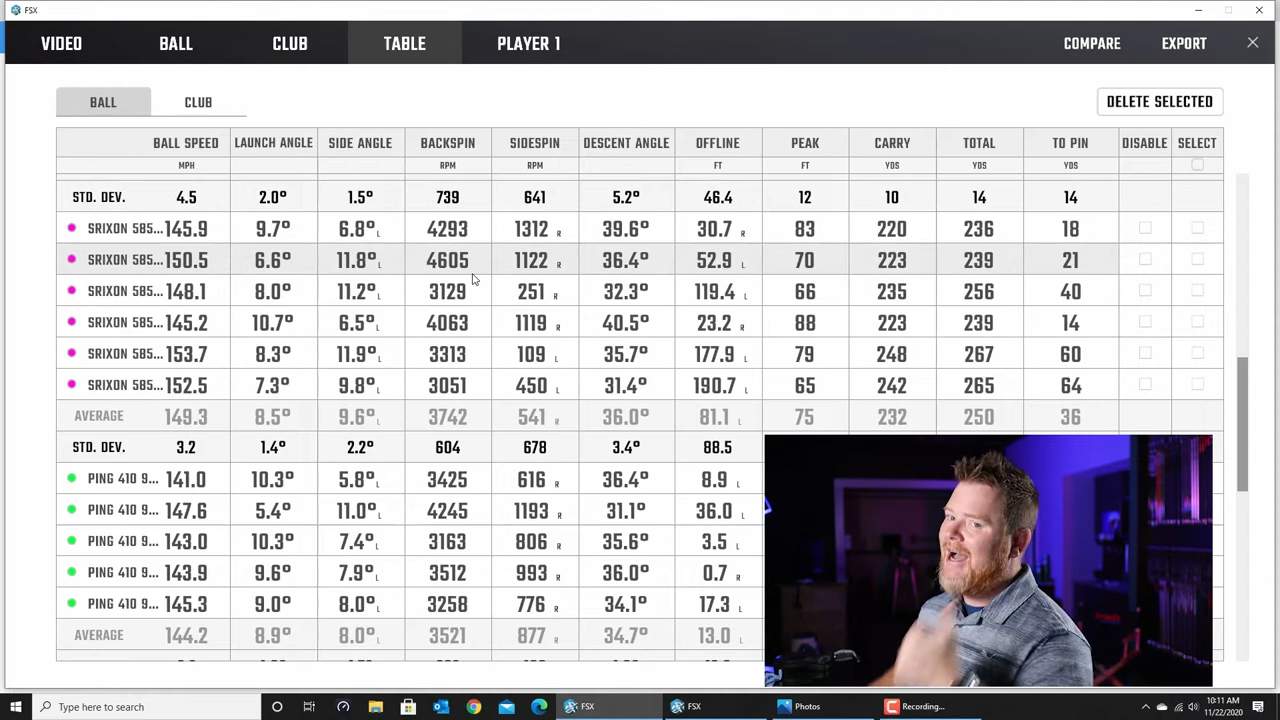 FSX
VIDEO BALL CLUB TABLE PLAYER 1 COMPARE EXPORT
BALL CLUB DELETE SELECTED
BALL SPEED LAUNCH ANGLE SIDE ANGLE BACKSPIN SIDESPIN DESCENT ANGLE OFFLINE PEAK CARRY TOTAL TO PIN DISABLE SELECT
MPH RPM RPM FT FT YDS YDS YDS
STD. DEV. 4.5 2.0° 1.5° 739 641 5.2° 46.4 12 10 14 14
SRIXON 585... 145.9 9.7° 6.8° L 4293 1312 R 39.6° 30.7 R 83 220 236 18
SRIXON 585... 150.5 6.6° 11.8° L 4605 1122 R 36.4° 52.9 L 70 223 239 21
SRIXON 585... 148.1 8.0° 11.2° L 3129 251 R 32.3° 119.4 L 66 235 256 40
SRIXON 585... 145.2 10.7° 6.5° L 4063 1119 R 40.5° 23.2 R 88 223 239 14
SRIXON 585... 153.7 8.3° 11.9° L 3313 109 L 35.7° 177.9 L 79 248 267 60
SRIXON 585... 152.5 7.3° 9.8° L 3051 450 L 31.4° 190.7 L 65 242 265 64
AVERAGE 149.3 8.5° 9.6° L 3742 541 R 36.0° 81.1 L 75 232 250 36
STD. DEV. 3.2 1.4° 2.2° 604 678 3.4° 88.5
PING 410 9... 141.0 10.3° 5.8° L 3425 616 R 36.4° 8.9 L
PING 410 9... 147.6 5.4° 11.0° L 4245 1193 R 31.1° 36.0 L
PING 410 9... 143.0 10.3° 7.4° L 3163 806 R 35.6° 3.5 L
PING 410 9... 143.9 9.6° 7.9° L 3512 993 R 36.0° 0.7 R
PING 410 9... 145.3 9.0° 8.0° L 3258 776 R 34.1° 17.3 L
AVERAGE 144.2 8.9° 8.0° L 3521 877 R 34.7° 13.0 L
Type here to search FSX FSX Photos Recording... 10:11 AM
11/22/2020